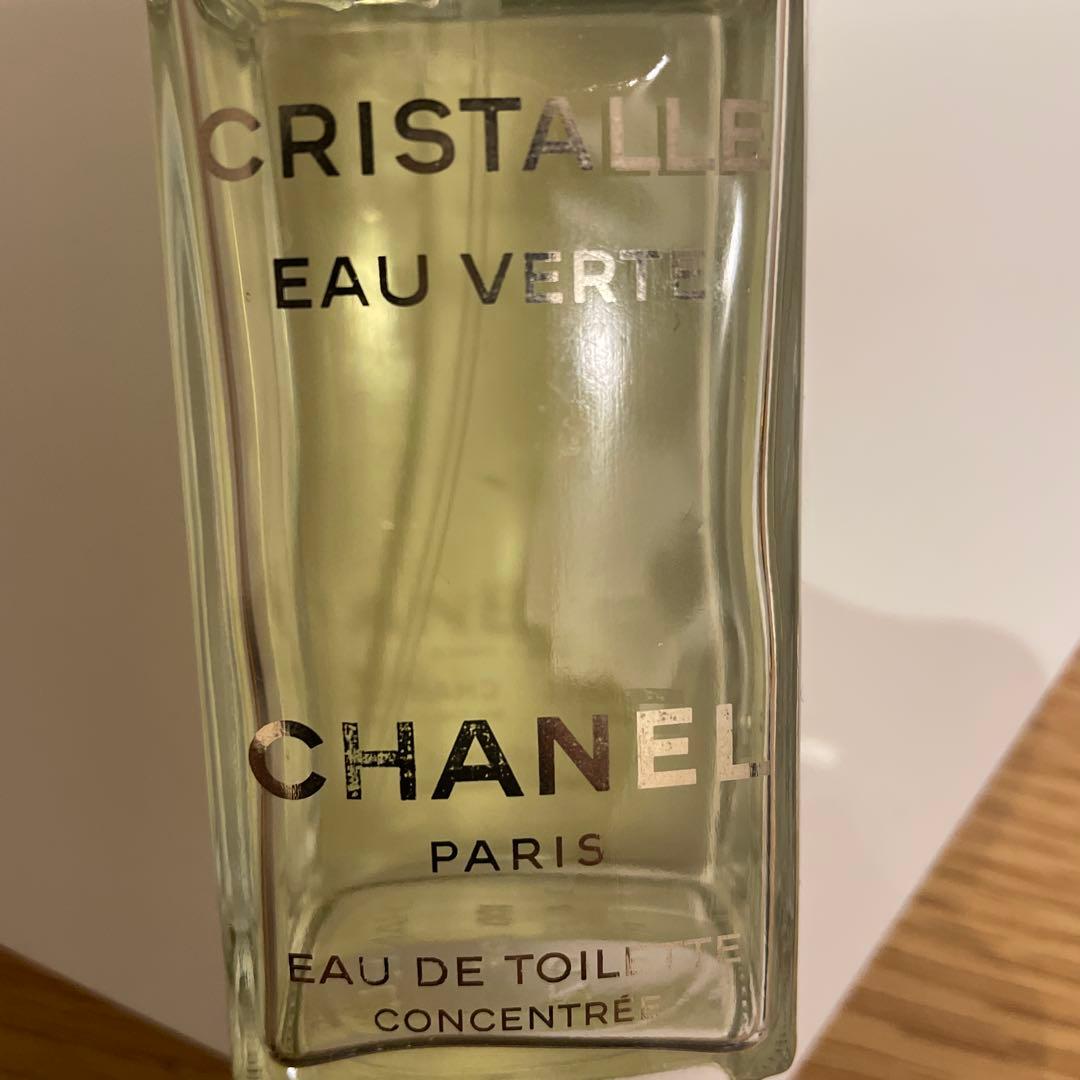 CRISTALLE
EAU VERTE
CHANEL
PARIS
EAU DE TOILETTE
CONCENTRÉE